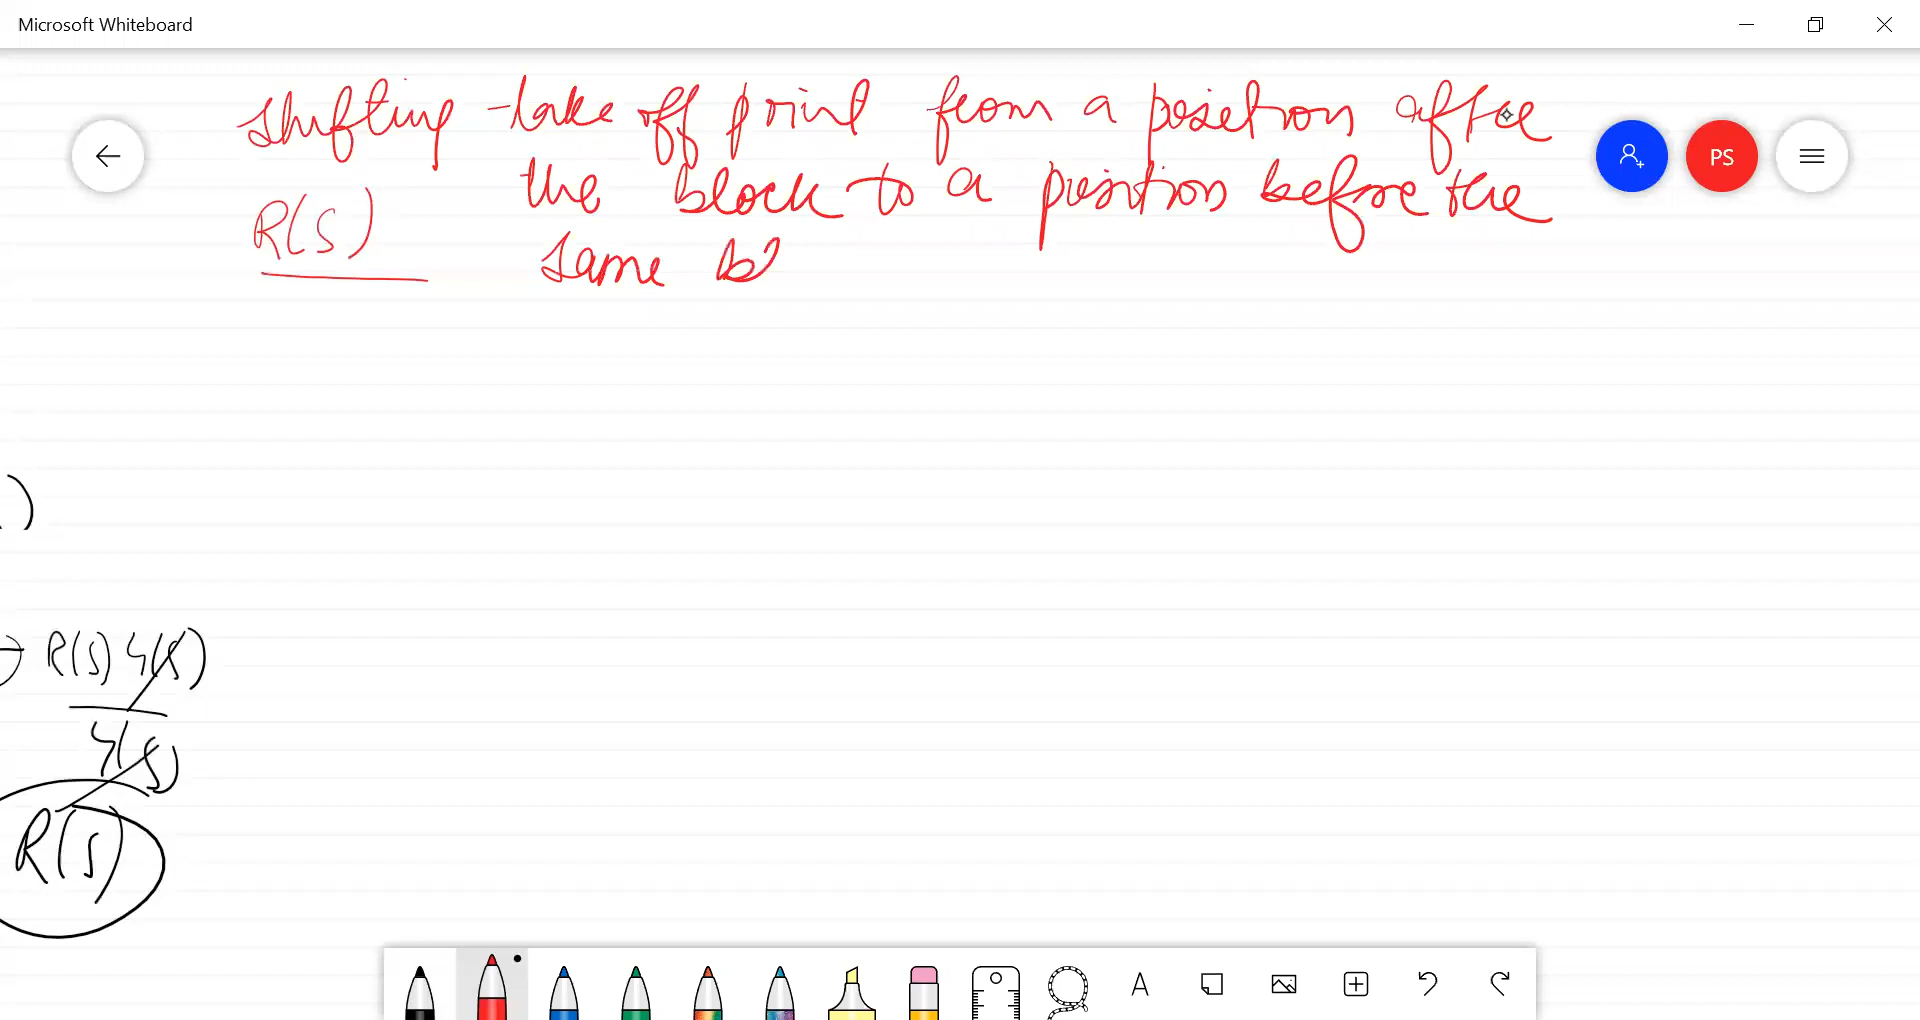 Microsoft Whiteboard
shifting take off point from a position after
the block to a position before the
same b
R(S)
PS
)
R(S) G(S)
G(S)
R(S)
A